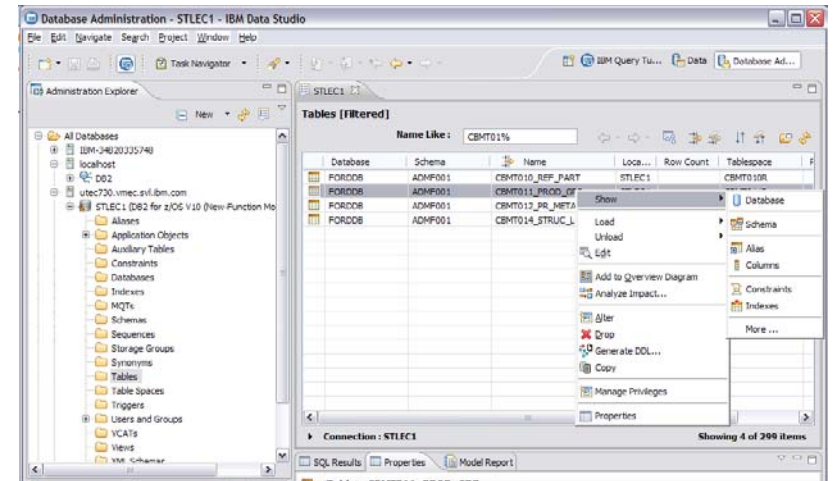 Database Administration - STLEC1 - IBM Data Studio
File Edit Navigate Search Project Window Help
Task Navigator
IBM Query Tu... Data Database Ad...
Administration Explorer
New
All Databases
IBM-34B20335748
localhost
DB2
utec730.vmec.svl.ibm.com
STLEC1 (DB2 for z/OS V10 (New-Function Mo
Aliases
Application Objects
Auxiliary Tables
Constraints
Databases
Indexes
MQTs
Schemas
Sequences
Storage Groups
Synonyms
Tables
Table Spaces
Triggers
Users and Groups
VCATs
Views
XML Schemas
STLEC1
Tables [Filtered]
Name Like : CBMT01%
Database Schema Name Loca... Row Count Tablespace
FORDDB ADMF001 CBMT010_REF_PART STLEC1 CBMT010R
FORDDB ADMF001 CBMT011_PROD_GRP
FORDDB ADMF001 CBMT012_PR_META
FORDDB ADMF001 CBMT014_STRUC_L
Show
Load
Unload
Edit
Add to Overview Diagram
Analyze Impact...
Alter
Drop
Generate DDL...
Copy
Manage Privileges
Properties
Database
Schema
Alias
Columns
Constraints
Indexes
More ...
Connection : STLEC1
Showing 4 of 299 items
SQL Results Properties Model Report